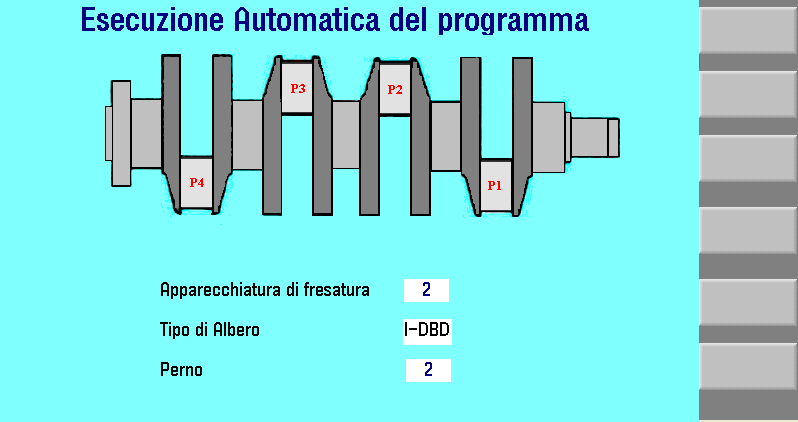 Esecuzione Automatica del programma
P3
P2
P4
P1
Apparecchiatura di fresatura 2
Tipo di Albero I-DBD
Perno 2